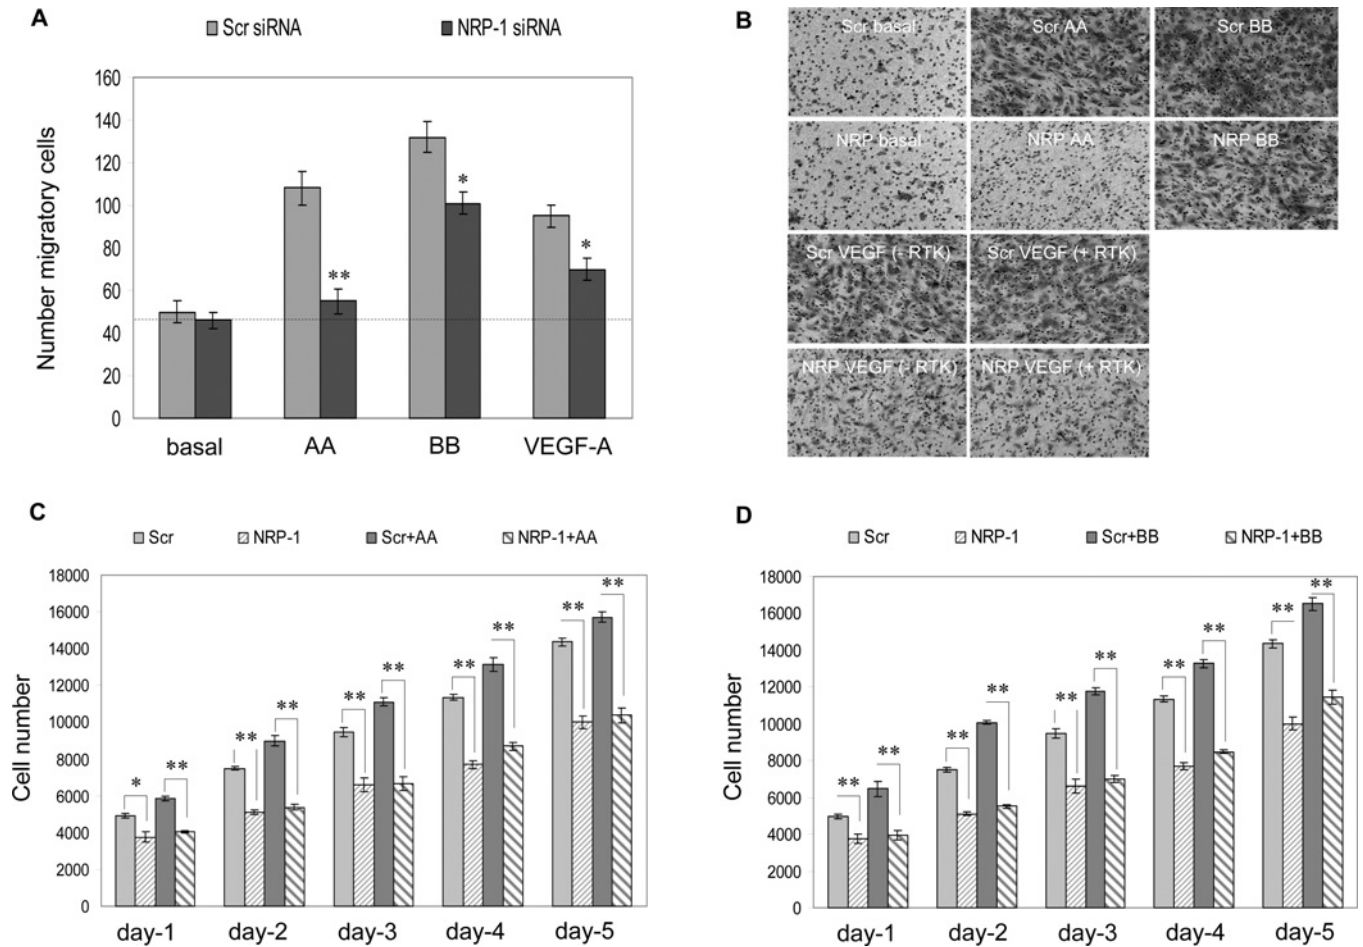 A
Scr siRNA NRP-1 siRNA
Number migratory cells
160
140
120
100
80
60
40
20
0
** * *
basal AA BB VEGF-A
B
Scr basal Scr AA Scr BB
NRP basal NRP AA NRP BB
Scr VEGF (- RTK) Scr VEGF (+ RTK)
NRP VEGF (- RTK) NRP VEGF (+ RTK)
C
Scr NRP-1 Scr+AA NRP-1+AA
Cell number
18000
16000
14000
12000
10000
8000
6000
4000
2000
0
* ** ** ** ** ** ** ** ** **
day-1 day-2 day-3 day-4 day-5
D
Scr NRP-1 Scr+BB NRP-1+BB
Cell number
18000
16000
14000
12000
10000
8000
6000
4000
2000
0
** ** ** ** ** ** ** ** ** **
day-1 day-2 day-3 day-4 day-5